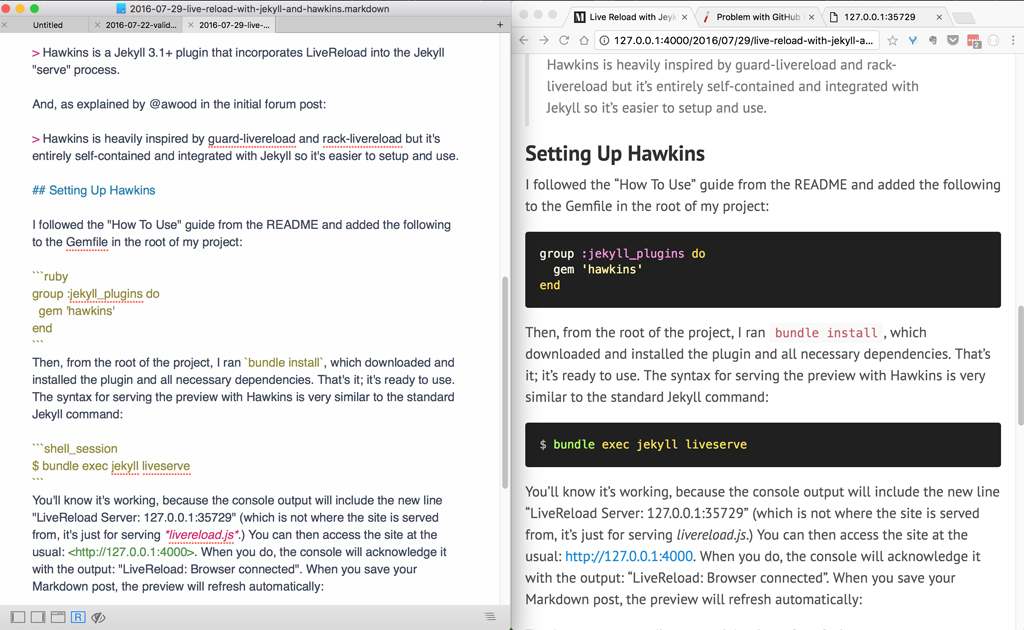 2016-07-29-live-reload-with-jekyll-and-hawkins.markdown
Untitled
2016-07-22-valid...
2016-07-29-live-...
> Hawkins is a Jekyll 3.1+ plugin that incorporates LiveReload into the Jekyll
"serve" process.
And, as explained by @awood in the initial forum post:
> Hawkins is heavily inspired by guard-livereload and rack-livereload but it's
entirely self-contained and integrated with Jekyll so it's easier to setup and use.
## Setting Up Hawkins
I followed the "How To Use" guide from the README and added the following
to the Gemfile in the root of my project:
```ruby
group :jekyll_plugins do
  gem 'hawkins'
end
```
Then, from the root of the project, I ran `bundle install`, which downloaded and
installed the plugin and all necessary dependencies. That's it; it's ready to use.
The syntax for serving the preview with Hawkins is very similar to the standard
Jekyll command:
```shell_session
$ bundle exec jekyll liveserve
```
You'll know it's working, because the console output will include the new line
"LiveReload Server: 127.0.0.1:35729" (which is not where the site is served
from, it's just for serving *livereload.js*.) You can then access the site at the
usual: <http://127.0.0.1:4000>. When you do, the console will acknowledge it
with the output: "LiveReload: Browser connected". When you save your
Markdown post, the preview will refresh automatically:
R
Live Reload with Jeky
Problem with GitHub
127.0.0.1:35729
127.0.0.1:4000/2016/07/29/live-reload-with-jekyll-a...
2
Hawkins is heavily inspired by guard-livereload and rack-
livereload but it’s entirely self-contained and integrated with
Jekyll so it’s easier to setup and use.
Setting Up Hawkins
I followed the “How To Use” guide from the README and added the following
to the Gemfile in the root of my project:
group :jekyll_plugins do
  gem 'hawkins'
end
Then, from the root of the project, I ran bundle install , which
downloaded and installed the plugin and all necessary dependencies. That’s
it; it’s ready to use. The syntax for serving the preview with Hawkins is very
similar to the standard Jekyll command:
$ bundle exec jekyll liveserve
You’ll know it’s working, because the console output will include the new line
“LiveReload Server: 127.0.0.1:35729” (which is not where the site is served
from, it’s just for serving livereload.js.) You can then access the site at the
usual: http://127.0.0.1:4000. When you do, the console will acknowledge it
with the output: “LiveReload: Browser connected”. When you save your
Markdown post, the preview will refresh automatically: